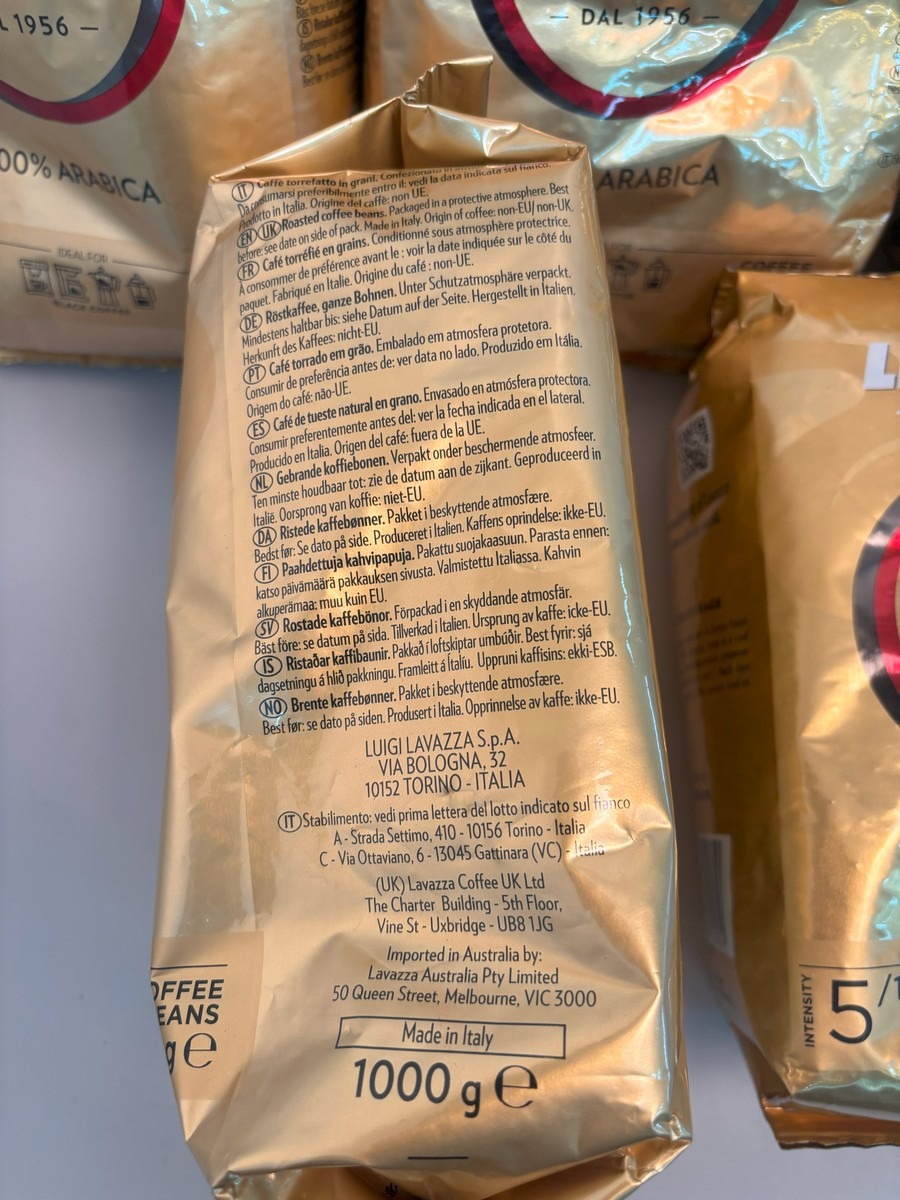 L 1956 —
— DAL 1956 —
00% ARABICA
ARABICA
IDEAL FOR
BLACK COFFEE
COFFEE
IT Caffè torrefatto in grani. Confezionato in
Da consumarsi preferibilmente entro il: vedi la data indicata sul fianco.
Prodotto in Italia. Origine del caffè: non UE.
EN UK Roasted coffee beans. Packaged in a protective atmosphere. Best
before: see date on side of pack. Made in Italy. Origin of coffee: non-EU/ non-UK.
FR Café torréfié en grains. Conditionné sous atmosphère protectrice.
A consommer de préférence avant le : voir la date indiquée sur le côté du
paquet. Fabriqué en Italie. Origine du café : non-UE.
DE Röstkaffee, ganze Bohnen. Unter Schutzatmosphäre verpackt.
Mindestens haltbar bis: siehe Datum auf der Seite. Hergestellt in Italien.
Herkunft des Kaffees: nicht-EU.
PT Café torrado em grão. Embalado em atmosfera protetora.
Consumir de preferência antes de: ver data no lado. Produzido em Itália.
Origem do café: não-UE.
ES Café de tueste natural en grano. Envasado en atmósfera protectora.
Consumir preferentemente antes del: ver la fecha indicada en el lateral.
Producido en Italia. Origen del café: fuera de la UE.
NL Gebrande koffiebonen. Verpakt onder beschermende atmosfeer.
Ten minste houdbaar tot: zie de datum aan de zijkant. Geproduceerd in
Italië. Oorsprong van koffie: niet-EU.
DA Ristede kaffebønner. Pakket i beskyttende atmosfære.
Bedst før: Se dato på side. Produceret i Italien. Kaffens oprindelse: ikke-EU.
FI Paahdettuja kahvipapuja. Pakattu suojakaasuun. Parasta ennen:
katso päivämäärä pakkauksen sivusta. Valmistettu Italiassa. Kahvin
alkuperämaa: muu kuin EU.
SV Rostade kaffebönor. Förpackad i en skyddande atmosfär.
Bäst före: se datum på sida. Tillverkad i Italien. Ursprung av kaffe: icke-EU.
IS Ristaðar kaffibaunir. Pakkað í loftskiptar umbúðir. Best fyrir: sjá
dagsetningu á hlið pakkningu. Framleitt á Ítalíu. Uppruni kaffisins: ekki-ESB.
NO Brente kaffebønner. Pakket i beskyttende atmosfære.
Best før: se dato på siden. Produsert i Italia. Opprinnelse av kaffe: ikke-EU.
LUIGI LAVAZZA S.p.A.
VIA BOLOGNA, 32
10152 TORINO - ITALIA
IT Stabilimento: vedi prima lettera del lotto indicato sul fianco
A - Strada Settimo, 410 - 10156 Torino - Italia
C - Via Ottaviano, 6 - 13045 Gattinara (VC) - Italia
(UK) Lavazza Coffee UK Ltd
The Charter Building - 5th Floor,
Vine St - Uxbridge - UB8 1JG
Imported in Australia by:
Lavazza Australia Pty Limited
50 Queen Street, Melbourne, VIC 3000
Made in Italy
1000 g e
OFFEE
EANS
g e
INTENSITY
5/1